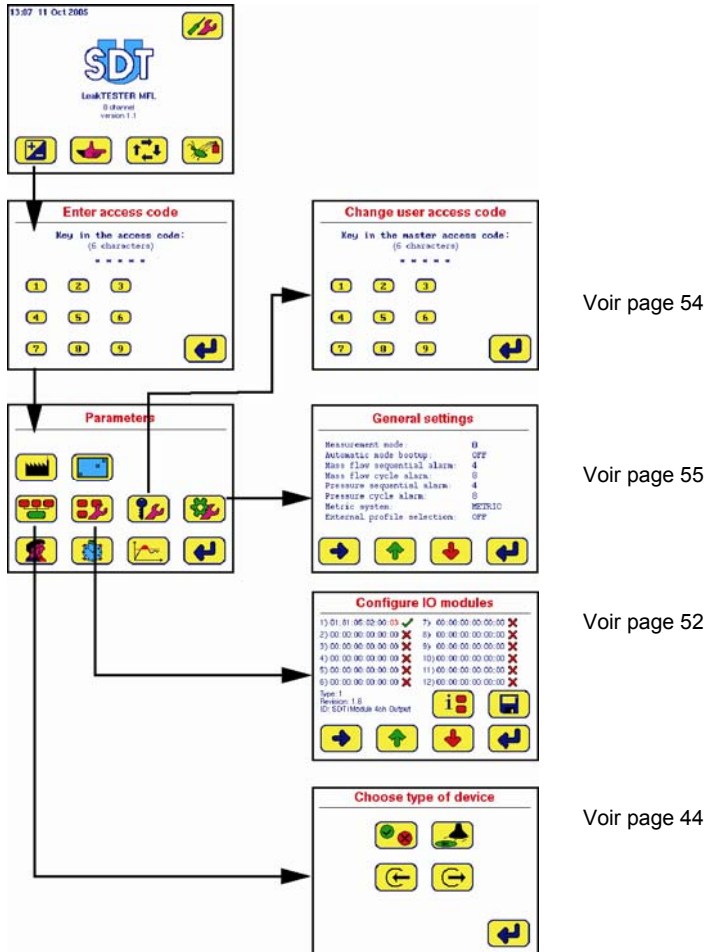 13:07 11 Oct 2005
SDT
LeakTESTER MFL
8 channel
version 1.1
Enter access code
Key in the access code:
(6 characters)
* * * * *
1 2 3
4 5 6
7 8 9
Change user access code
Key in the master access code:
(6 characters)
* * * * *
1 2 3
4 5 6
7 8 9
Voir page 54
Parameters
General settings
Measurement mode: 0
Automatic mode bootup: OFF
Mass flow sequential alarm: 4
Mass flow cycle alarm: 8
Pressure sequential alarm: 4
Pressure cycle alarm: 8
Metric system: METRIC
External profile selection: OFF
Voir page 55
Configure IO modules
1) 01:01:05:02:00:03 7) 00:00:00:00:00:00
2) 00:00:00:00:00:00 8) 00:00:00:00:00:00
3) 00:00:00:00:00:00 9) 00:00:00:00:00:00
4) 00:00:00:00:00:00 10) 00:00:00:00:00:00
5) 00:00:00:00:00:00 11) 00:00:00:00:00:00
6) 00:00:00:00:00:00 12) 00:00:00:00:00:00
Type: 1
Revision: 1.6
ID: SDT iModule 4ch Output
i
Voir page 52
Choose type of device
Voir page 44